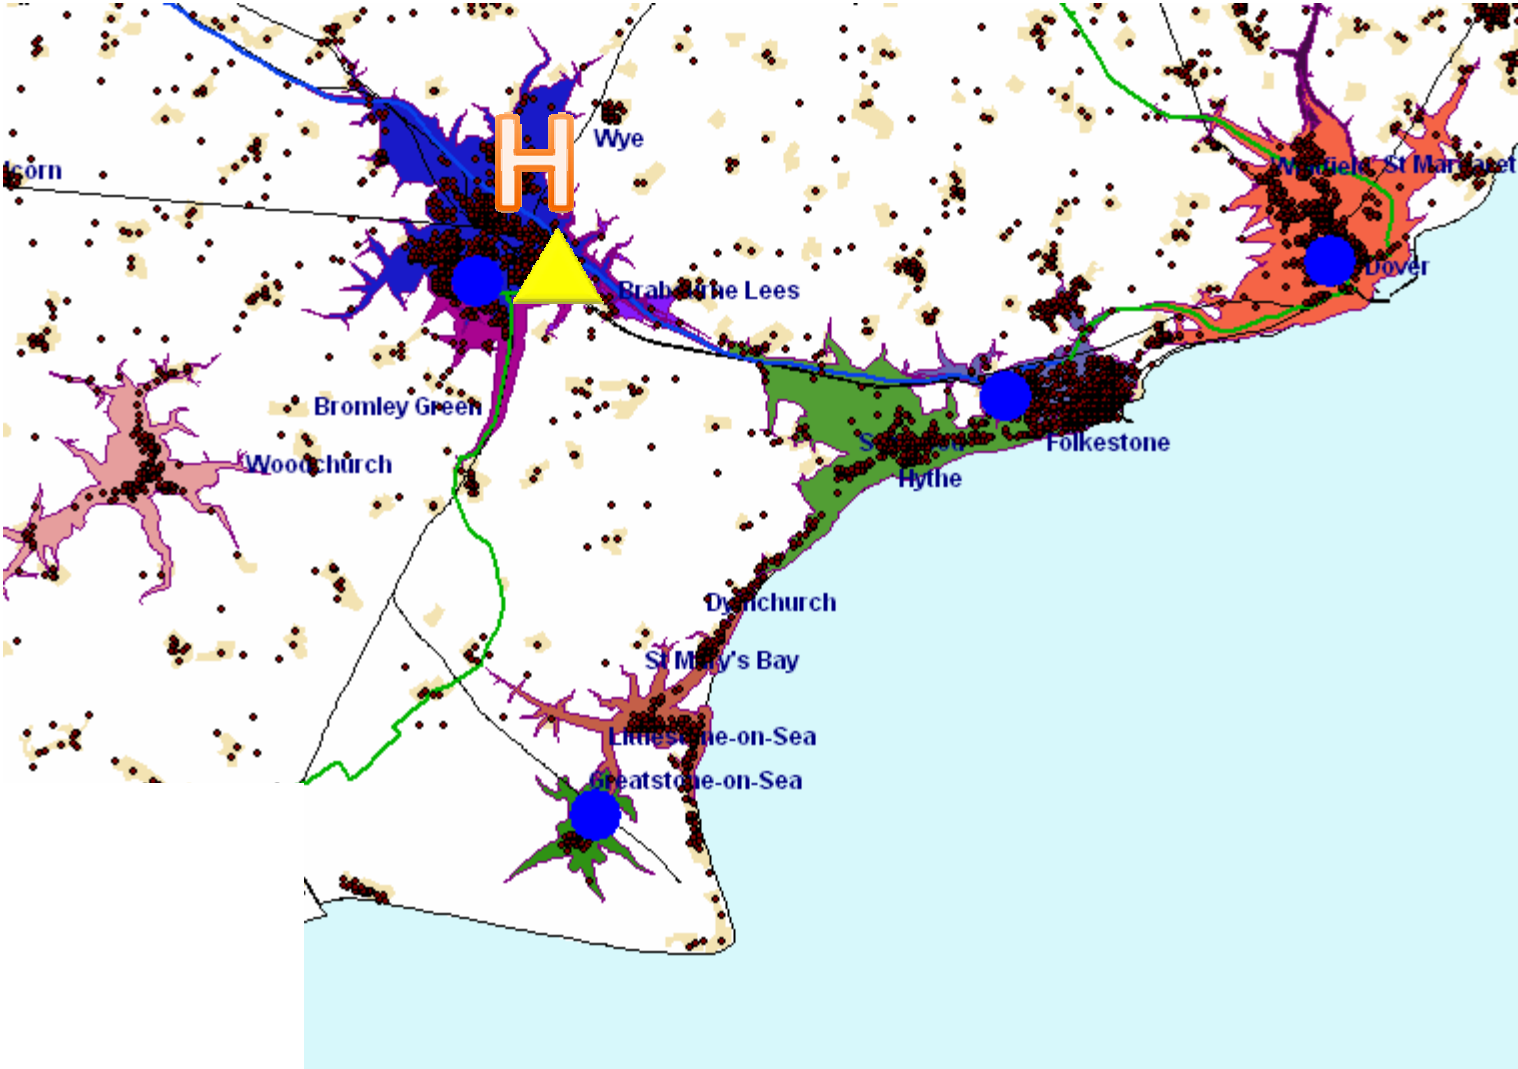 H
Wye
lcorn
St Margaret
Dover
Brabourne Lees
Bromley Green
Folkestone
Woodchurch
Hythe
Dymchurch
St Mary's Bay
Littlestone-on-Sea
Greatstone-on-Sea